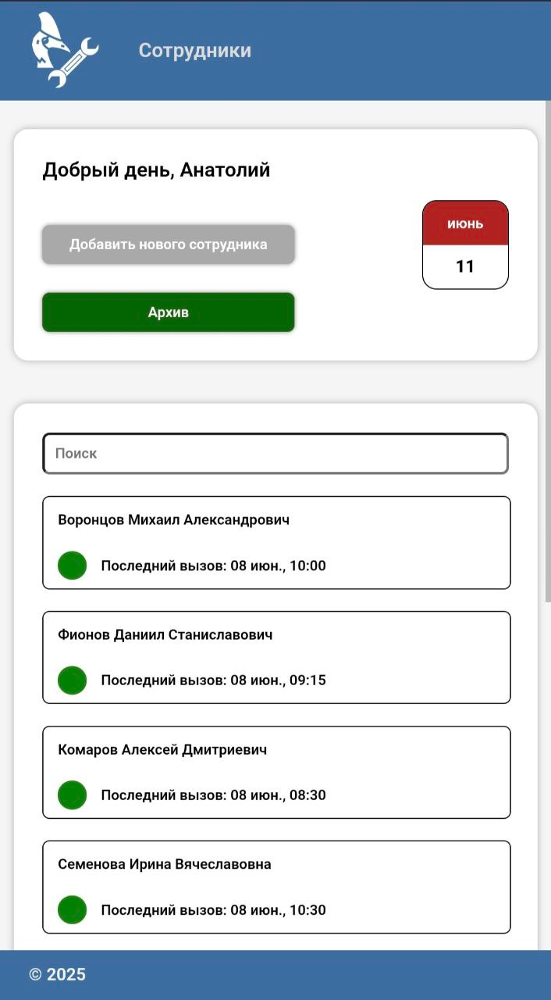 Сотрудники
Добрый день, Анатолий
Добавить нового сотрудника
Архив
июнь
11
Поиск
Воронцов Михаил Александрович
Последний вызов: 08 июн., 10:00
Фионов Даниил Станиславович
Последний вызов: 08 июн., 09:15
Комаров Алексей Дмитриевич
Последний вызов: 08 июн., 08:30
Семенова Ирина Вячеславовна
Последний вызов: 08 июн., 10:30
© 2025